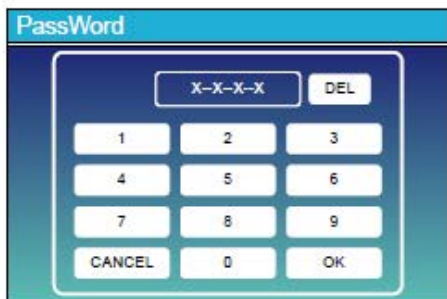 PassWord
X--X--X--X DEL
1 2 3
4 5 6
7 8 9
CANCEL 0 OK